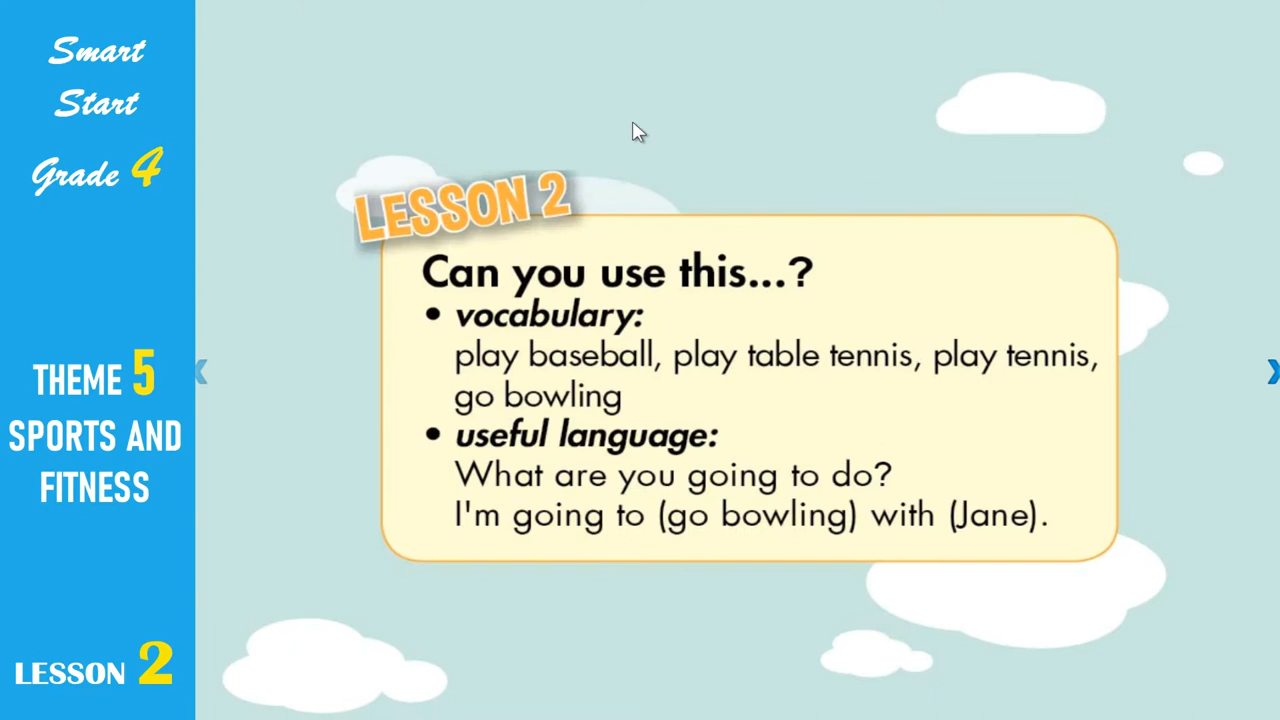 Smart
Start
Grade 4
THEME 5
SPORTS AND
FITNESS
LESSON 2
LESSON 2
Can you use this...?
• vocabulary:
play baseball, play table tennis, play tennis,
go bowling
• useful language:
What are you going to do?
I'm going to (go bowling) with (Jane).